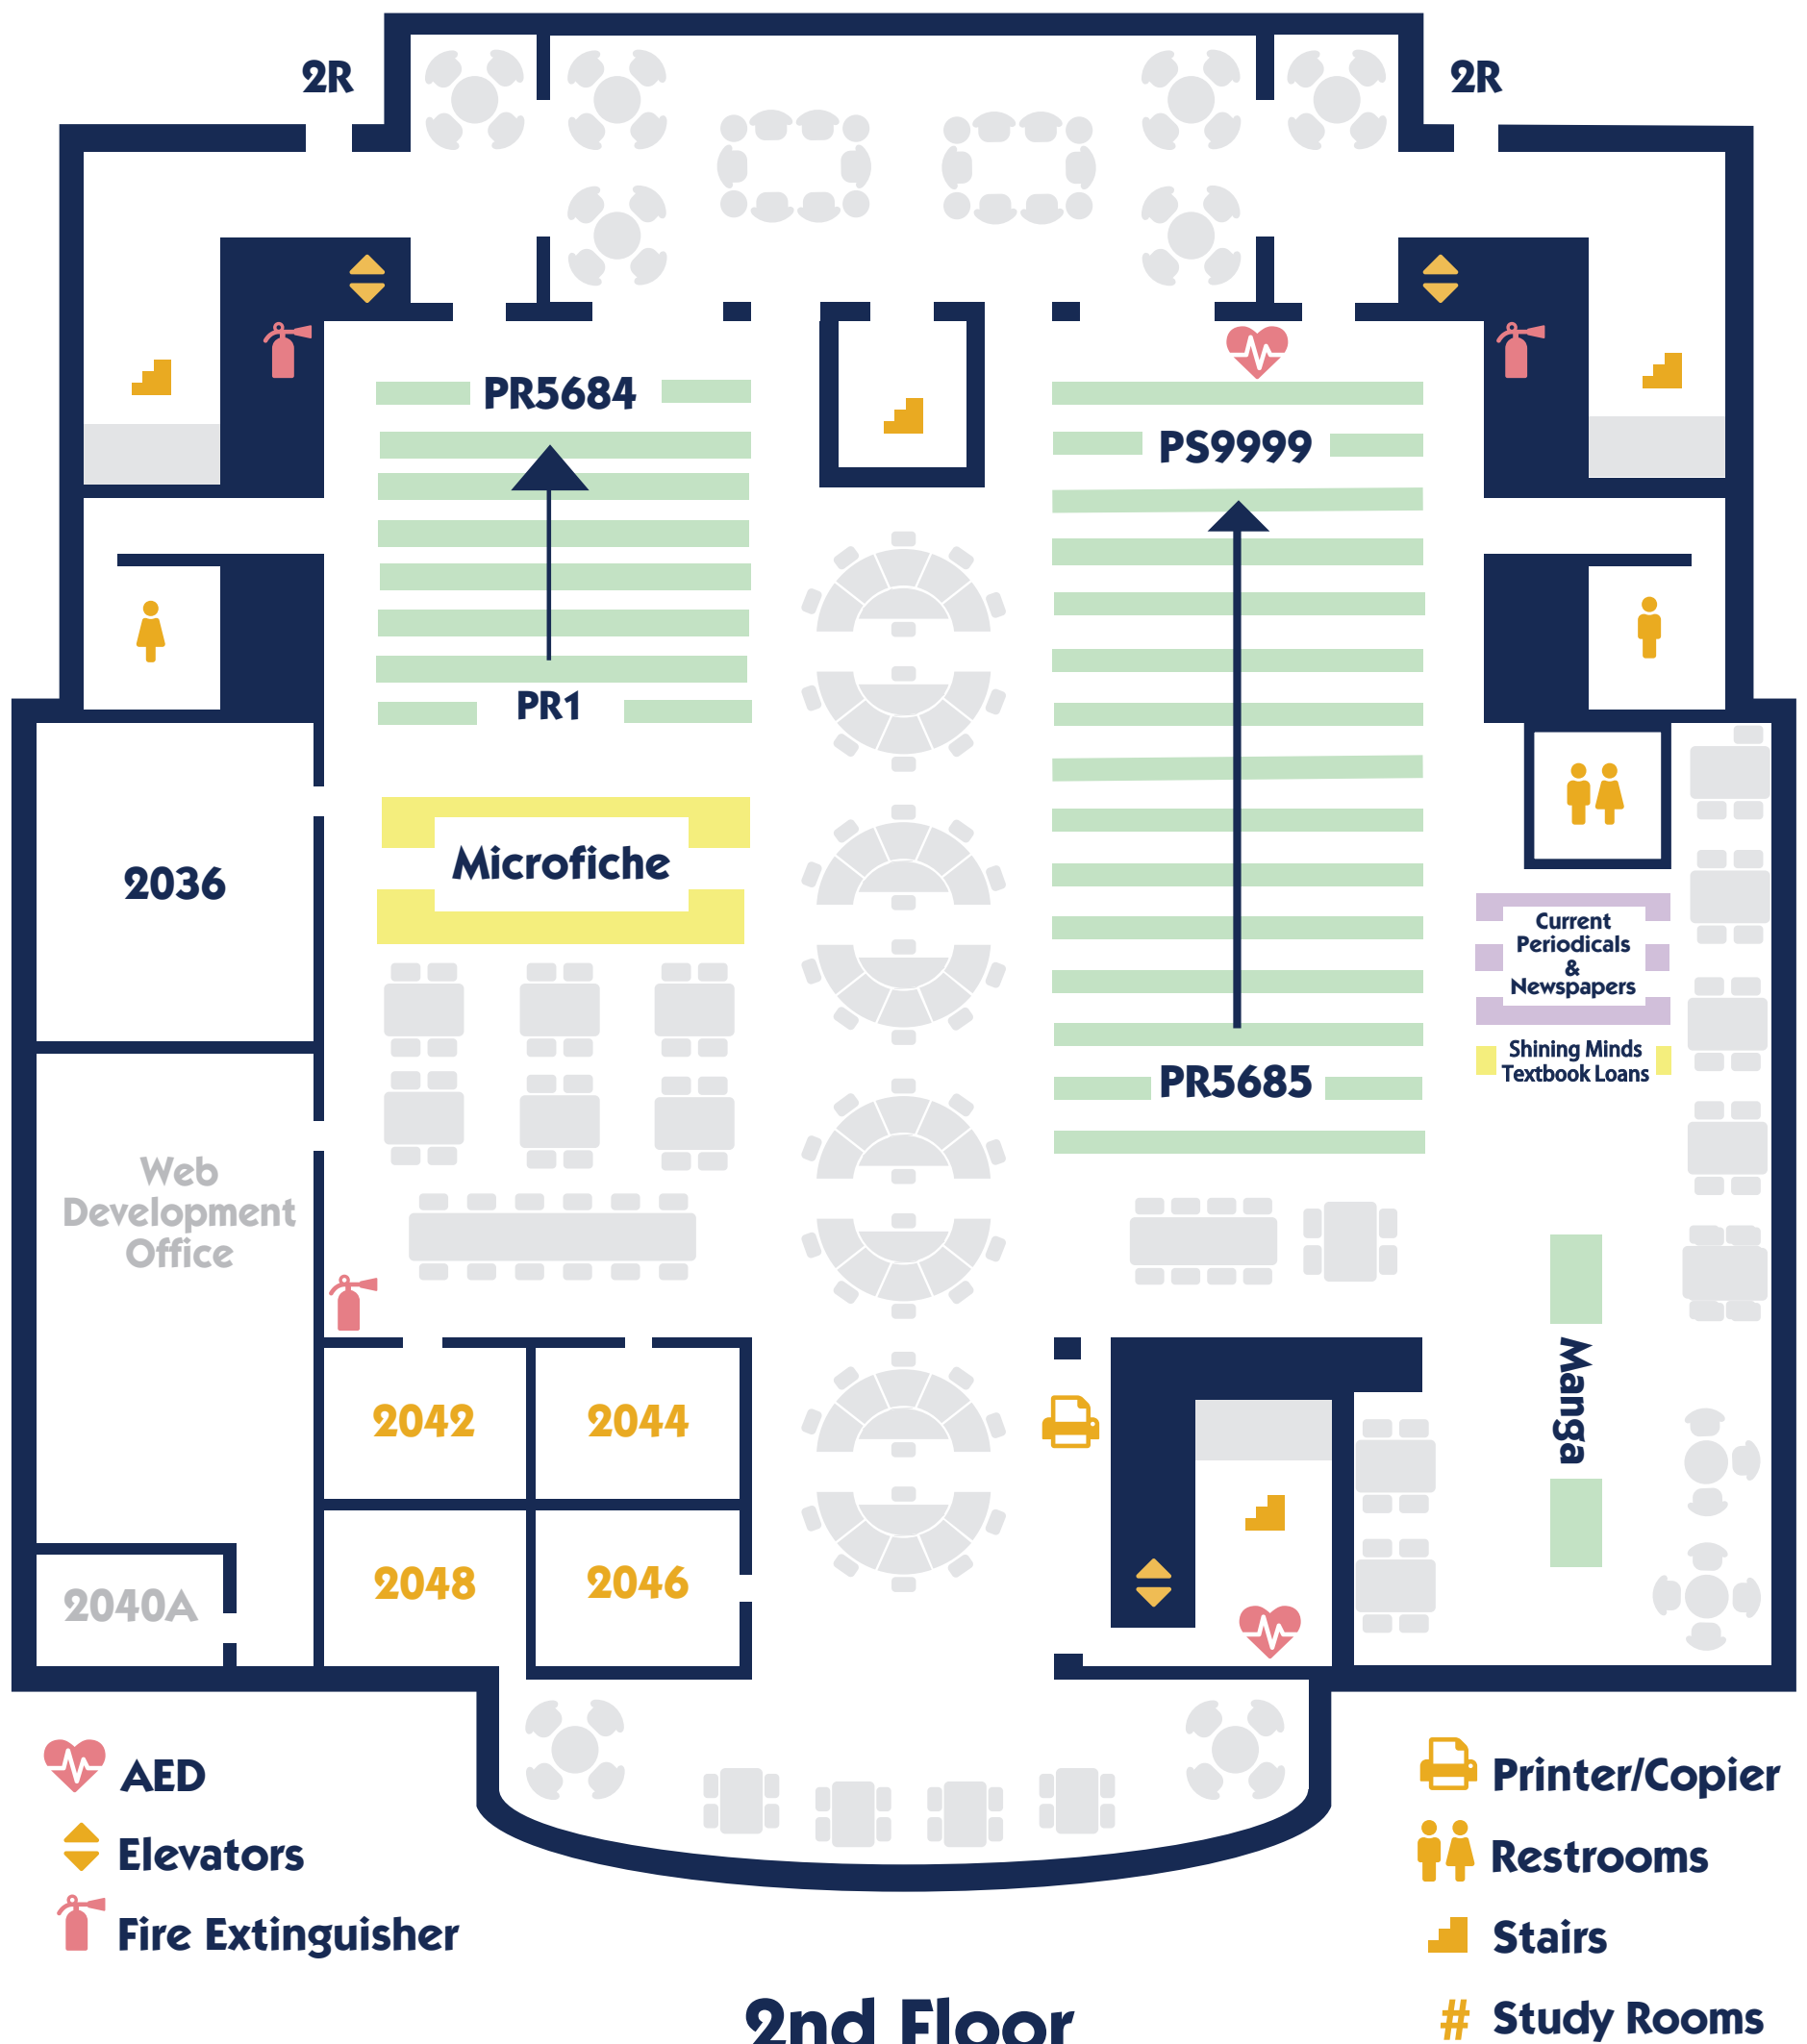 2R
2R
PR5684
PS9999
PR1
Microfiche
2036
Current
Periodicals
&
Newspapers
Shining Minds
Textbook Loans
PR5685
Web
Development
Office
Manga
2042
2044
2048
2046
2040A
AED
Elevators
Fire Extinguisher
Printer/Copier
Restrooms
Stairs
# Study Rooms
2nd Floor